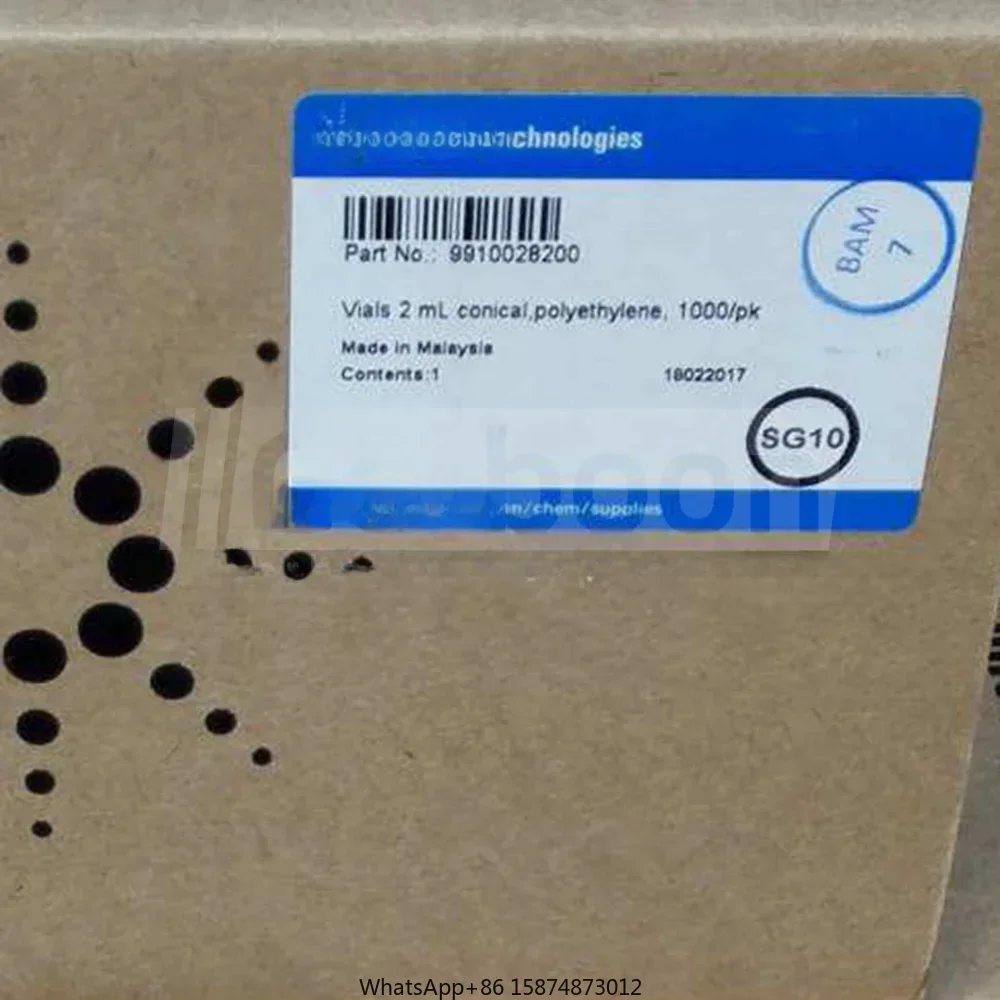 chnologies
Part No.: 9910028200
BAM
7
Vials 2 mL conical,polyethylene, 1000/pk
Made in Malaysia
Contents:1 18022017
SG10
/chem/supplies
WhatsApp+86 15874873012